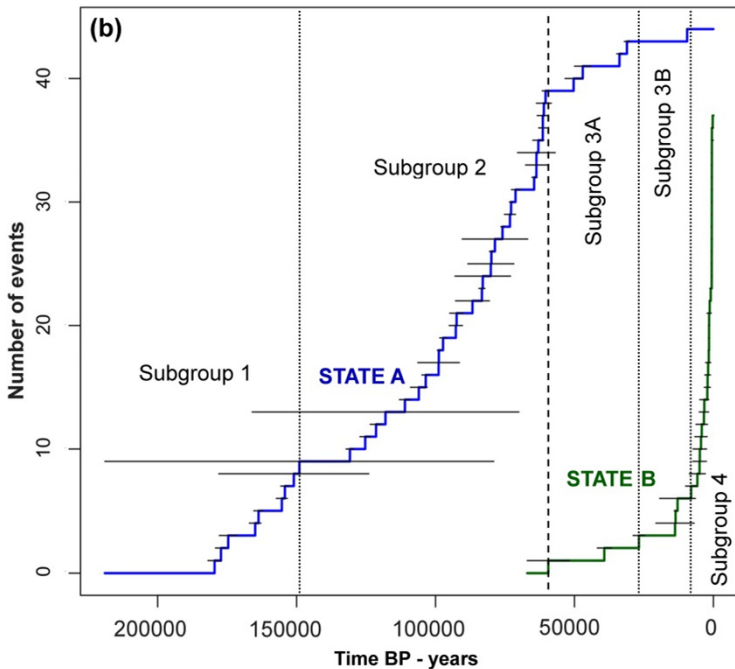 (b)
Number of events
40
30
20
10
0
Subgroup 1
STATE A
Subgroup 2
Subgroup 3A
Subgroup 3B
STATE B
Subgroup 4
200000 150000 100000 50000 0
Time BP - years